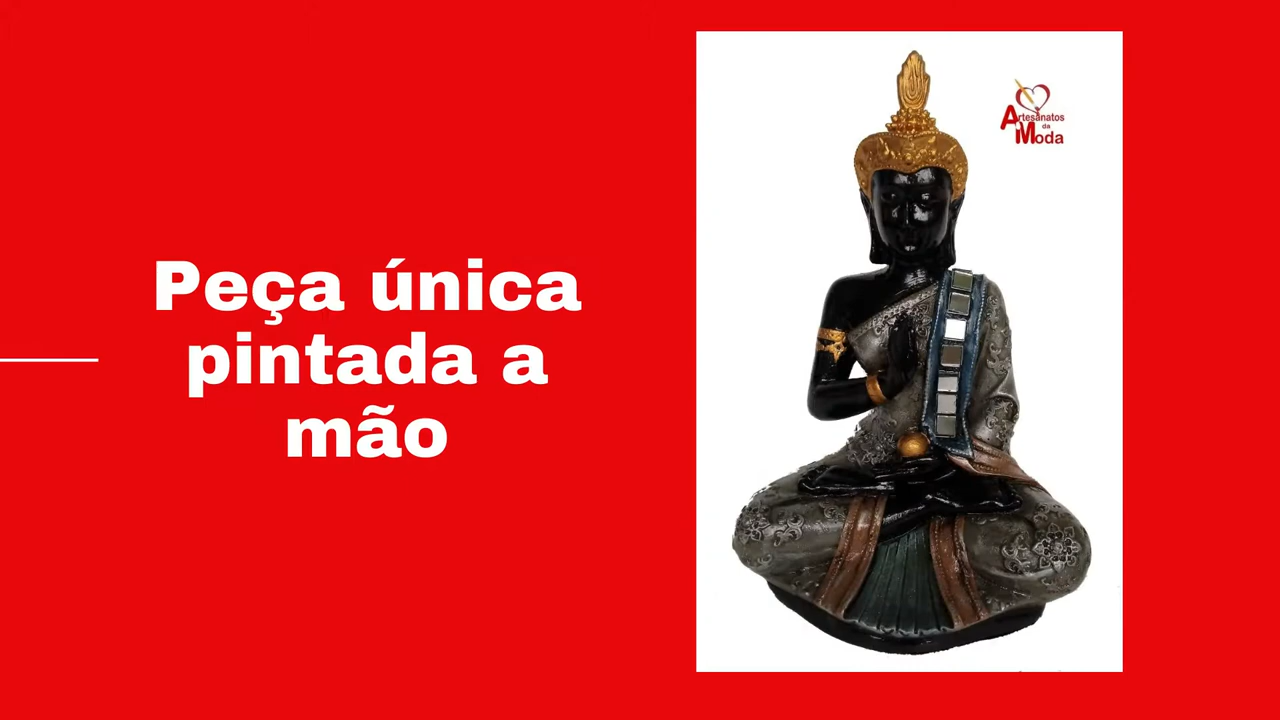 Peça única
pintada a
mão
Artesanatos
da
Moda